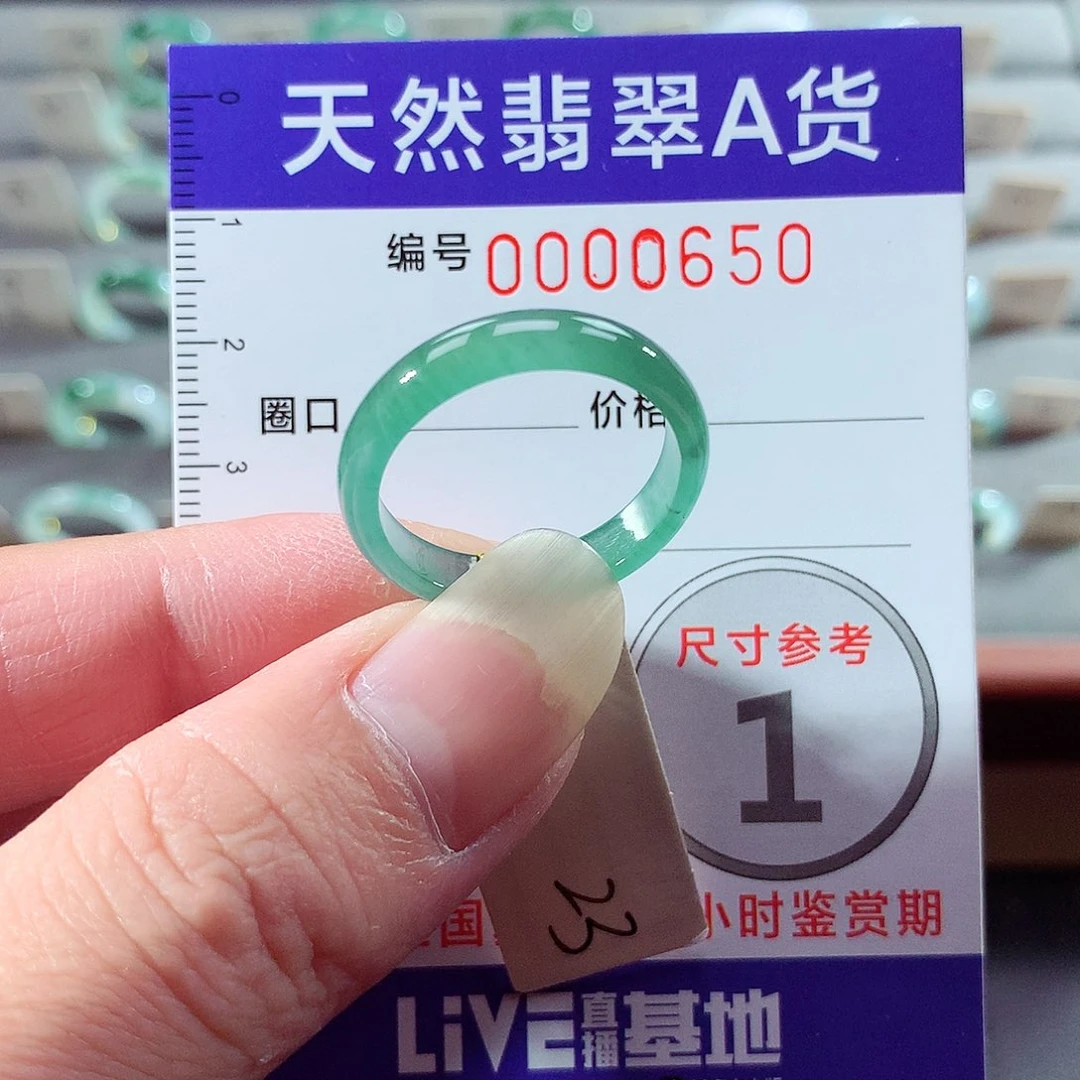 天然翡翠A货
0
编号 0000650
1
2
圈口 价格
3
尺寸参考
1
国 小时鉴赏期
23
LiVE直播基地